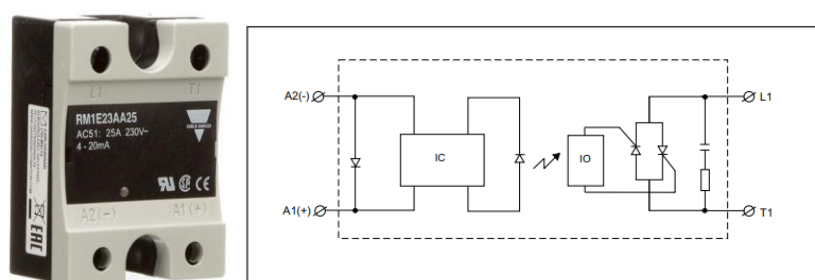 L1
T1
RM1E23AA25
AC51: 25A 230V~
4 - 20mA
CARLO GAVAZZI
A2(-)
A1(+)
EAC
A2(-)
L1
IC
IO
A1(+)
T1